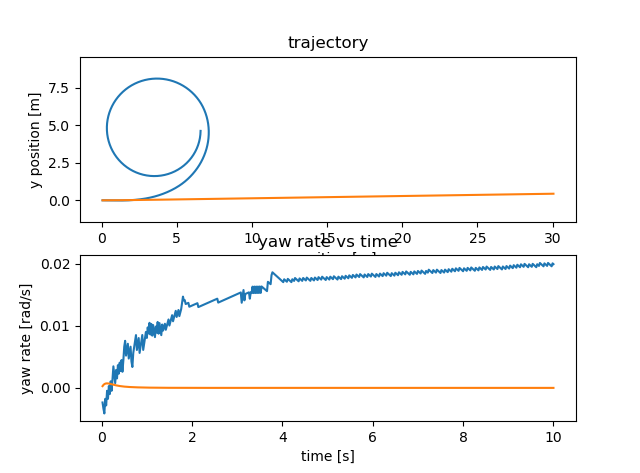 trajectory
y position [m]
7.5
5.0
2.5
0.0
0 5 10 15 20 25 30
yaw rate vs time
yaw rate [rad/s]
0.02
0.01
0.00
0 2 4 6 8 10
time [s]